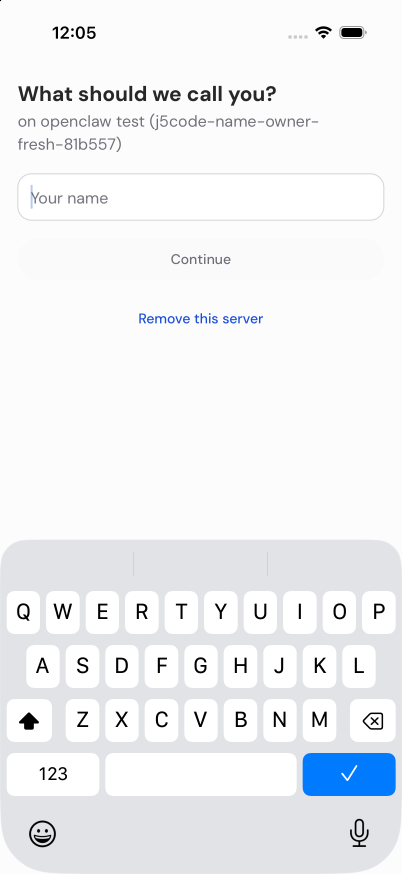 12:05
What should we call you?
on openclaw test (j5code-name-owner-
fresh-81b557)
Your name
Continue
Remove this server
Q W E R T Y U I O P
A S D F G H J K L
Z X C V B N M
123